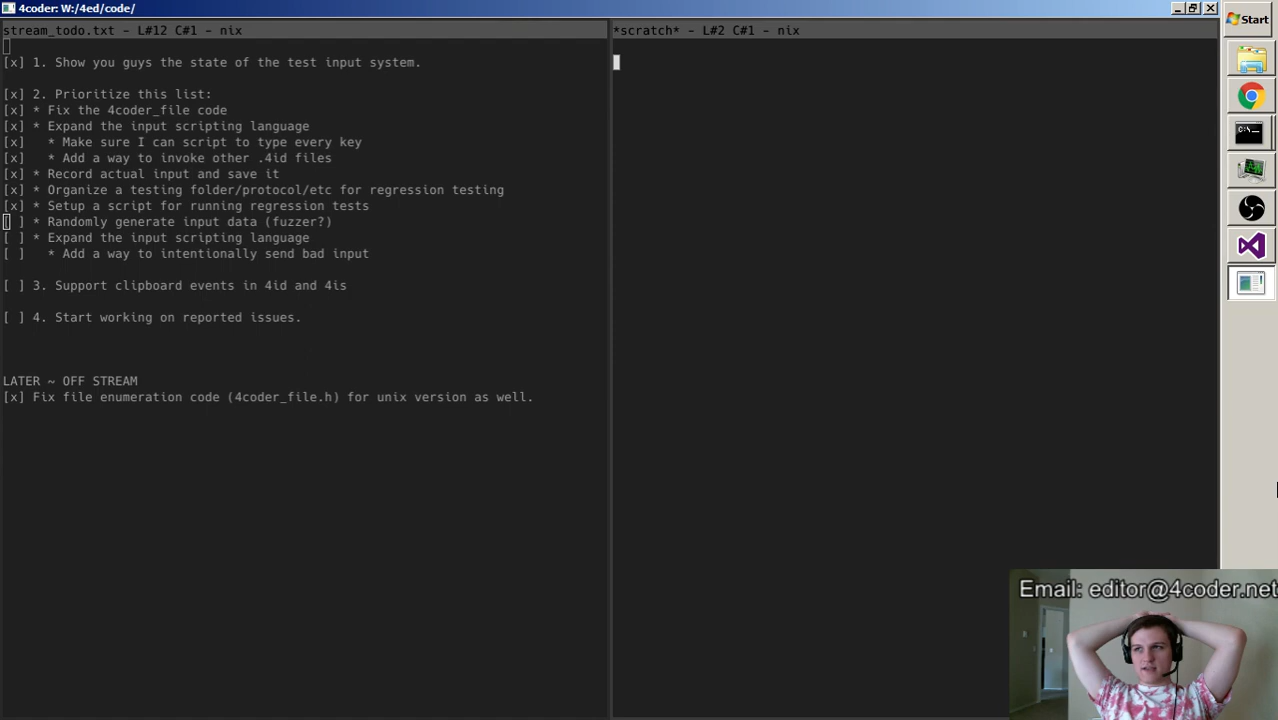 4coder: W:/4ed/code/
Start
stream_todo.txt - L#12 C#1 - nix
[x] 1. Show you guys the state of the test input system.
[x] 2. Prioritize this list:
[x] * Fix the 4coder_file code
[x] * Expand the input scripting language
[x]   * Make sure I can script to type every key
[x]   * Add a way to invoke other .4id files
[x] * Record actual input and save it
[x] * Organize a testing folder/protocol/etc for regression testing
[x] * Setup a script for running regression tests
[ ] * Randomly generate input data (fuzzer?)
[ ] * Expand the input scripting language
[ ]   * Add a way to intentionally send bad input
[ ] 3. Support clipboard events in 4id and 4is
[ ] 4. Start working on reported issues.
LATER ~ OFF STREAM
[x] Fix file enumeration code (4coder_file.h) for unix version as well.
*scratch* - L#2 C#1 - nix
Email: editor@4coder.net